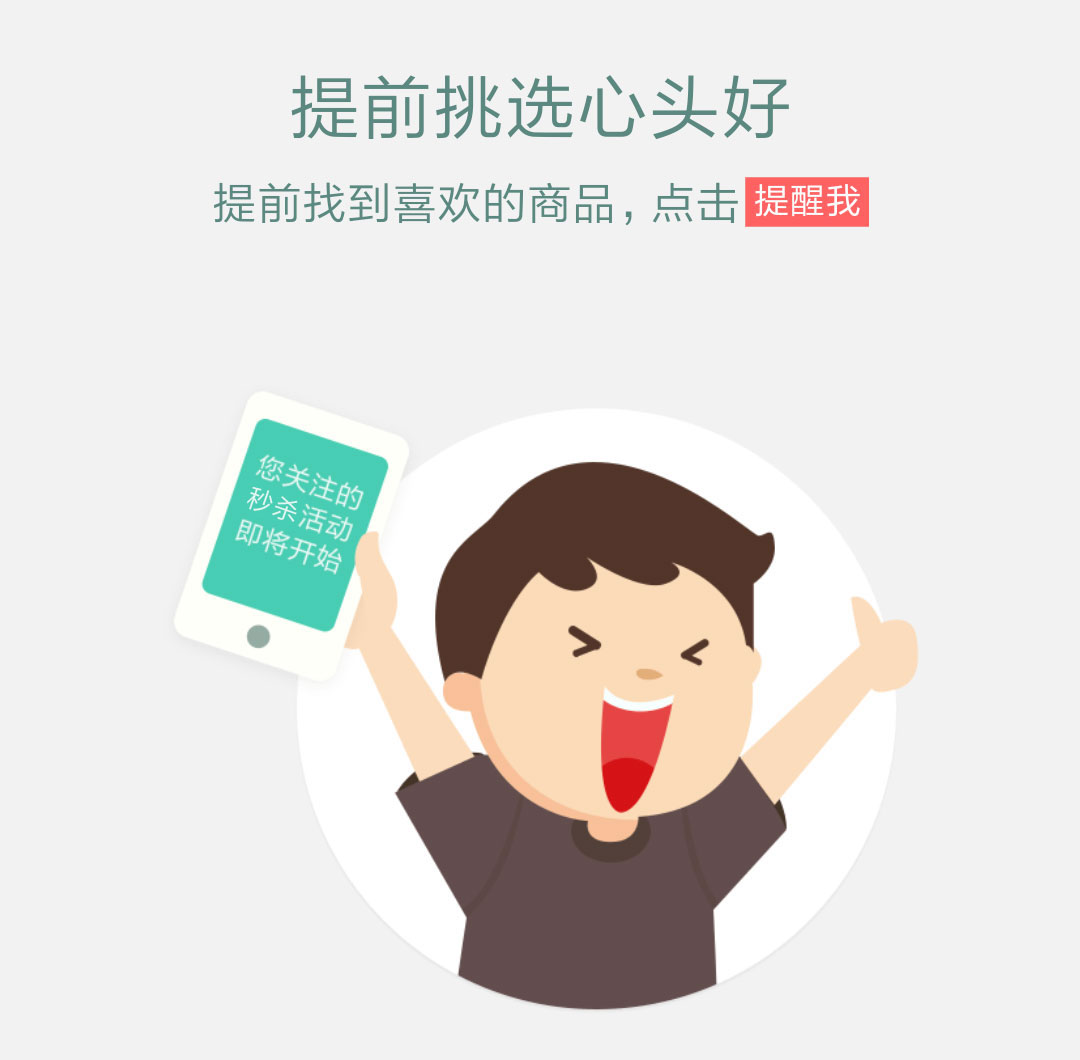 提前挑选心头好
提前找到喜欢的商品，点击 提醒我
您关注的
秒杀活动
即将开始